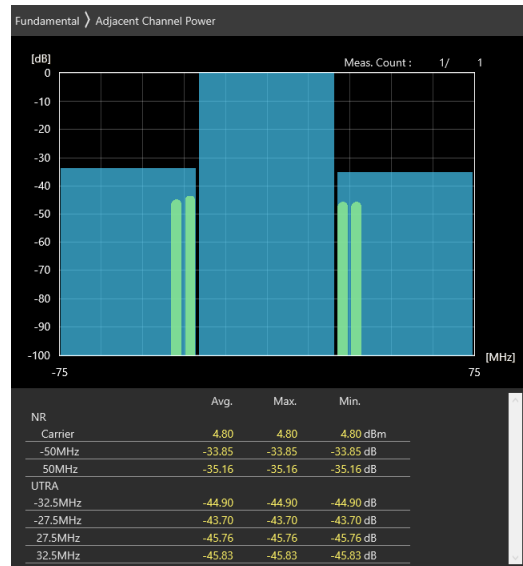 Fundamental 》 Adjacent Channel Power
[dB]
Meas. Count : 1/ 1
0
-10
-20
-30
-40
-50
-60
-70
-80
-90
-100
[MHz]
-75 75
Avg. Max. Min.
NR
Carrier 4.80 4.80 4.80 dBm
-50MHz -33.85 -33.85 -33.85 dB
50MHz -35.16 -35.16 -35.16 dB
UTRA
-32.5MHz -44.90 -44.90 -44.90 dB
-27.5MHz -43.70 -43.70 -43.70 dB
27.5MHz -45.76 -45.76 -45.76 dB
32.5MHz -45.83 -45.83 -45.83 dB